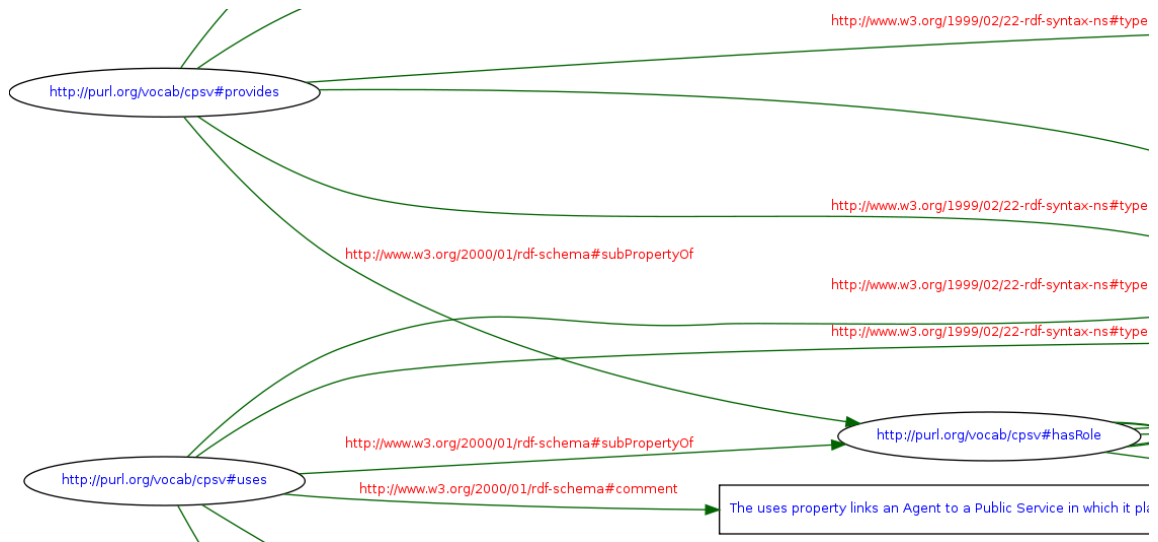 http://www.w3.org/1999/02/22-rdf-syntax-ns#type
http://purl.org/vocab/cpsv#provides
http://www.w3.org/1999/02/22-rdf-syntax-ns#type
http://www.w3.org/2000/01/rdf-schema#subPropertyOf
http://www.w3.org/1999/02/22-rdf-syntax-ns#type
http://www.w3.org/1999/02/22-rdf-syntax-ns#type
http://purl.org/vocab/cpsv#hasRole
http://www.w3.org/2000/01/rdf-schema#subPropertyOf
http://purl.org/vocab/cpsv#uses
http://www.w3.org/2000/01/rdf-schema#comment
The uses property links an Agent to a Public Service in which it pla